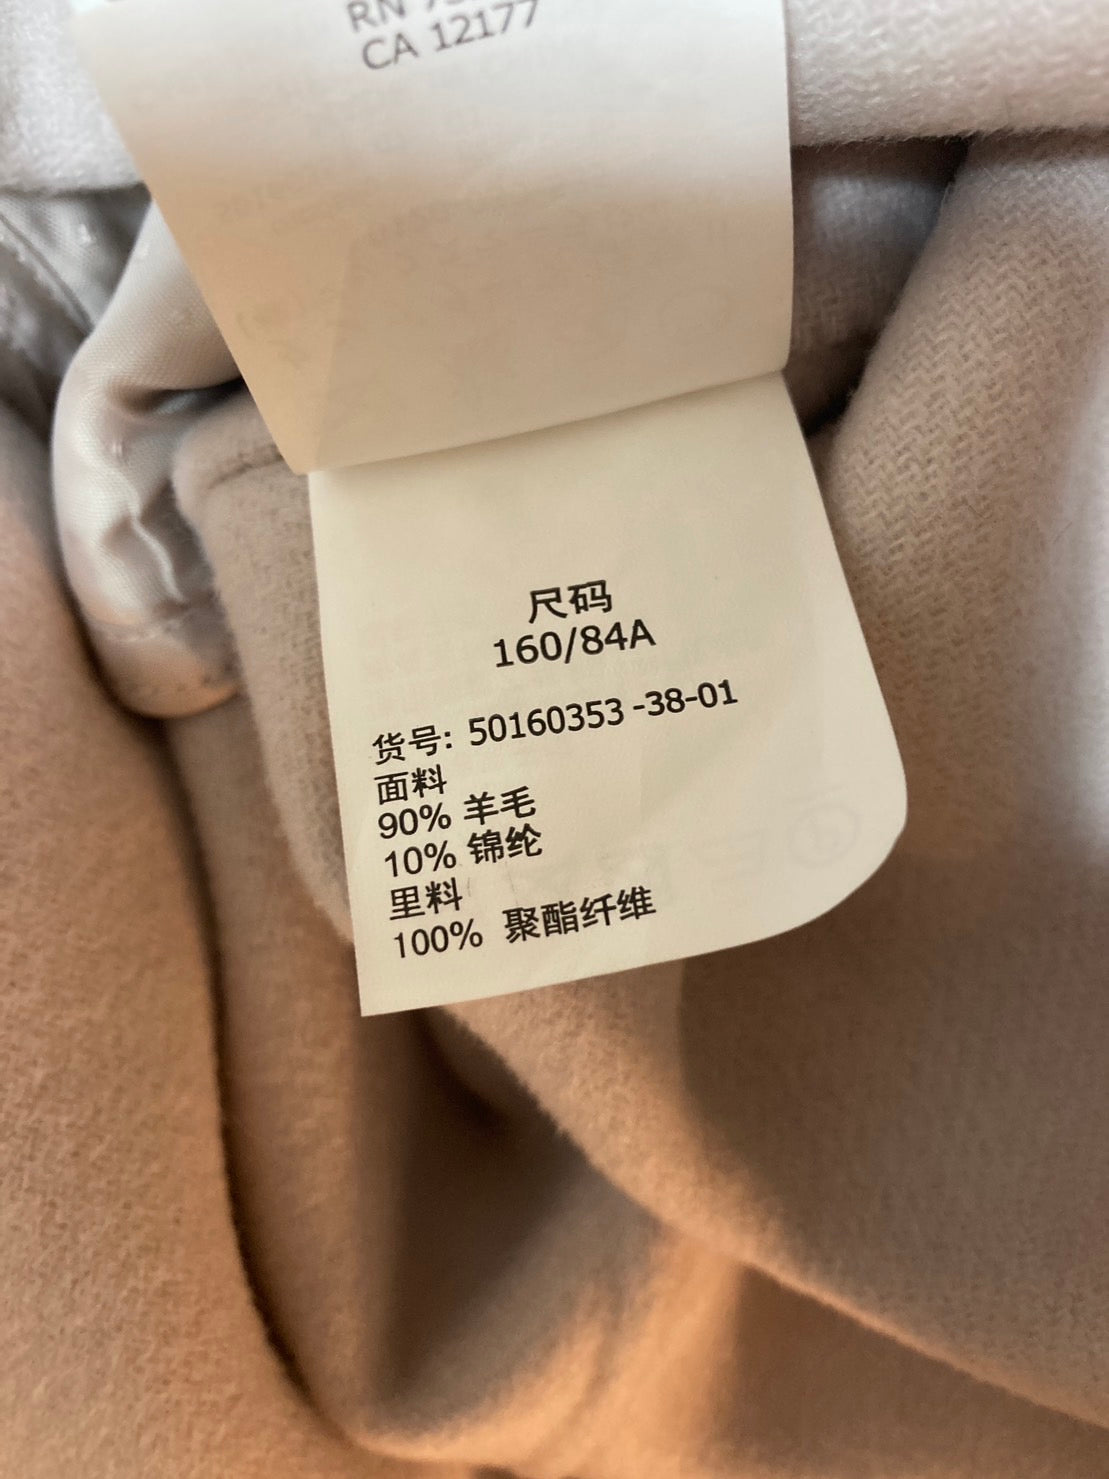 RN
CA 12177
尺码
160/84A
货号: 50160353 -38-01
面料
90% 羊毛
10% 锦纶
里料
100% 聚酯纤维